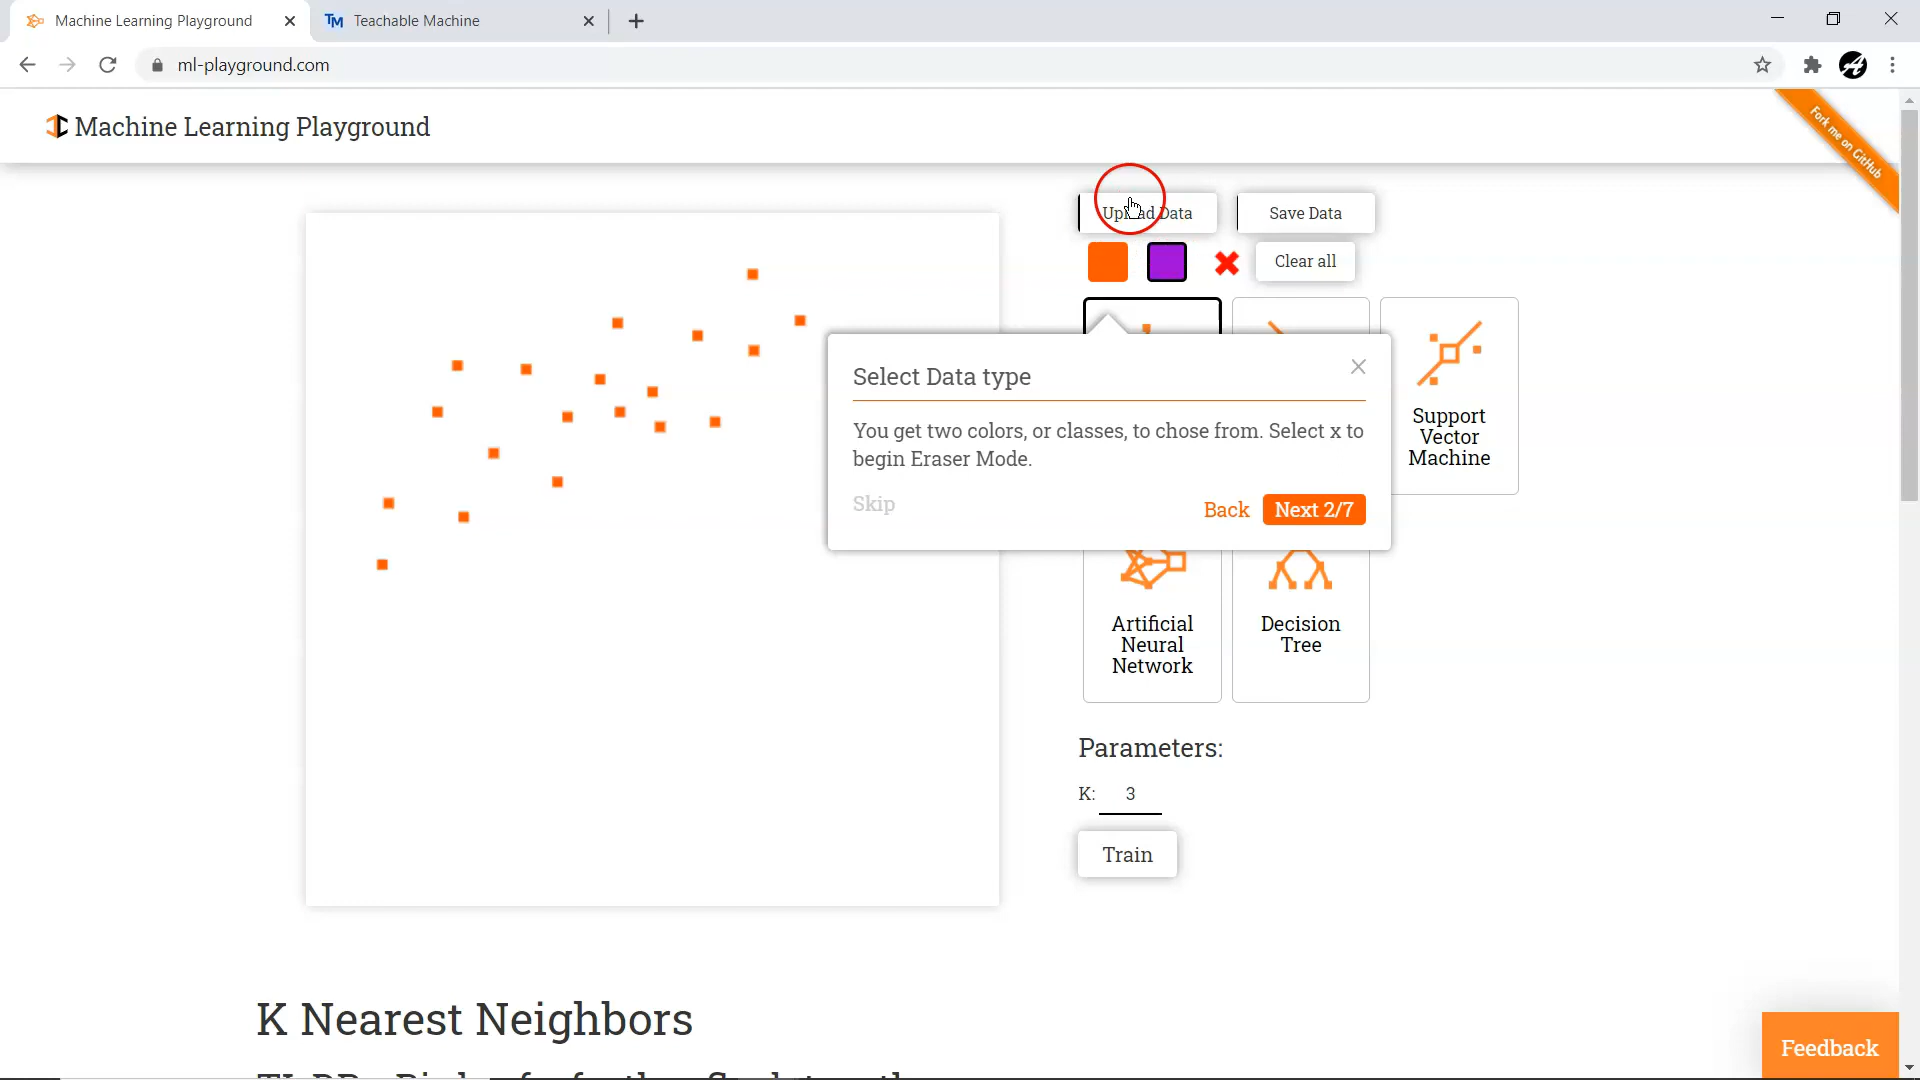 Machine Learning Playground
Teachable Machine
ml-playground.com
Machine Learning Playground
Fork me on GitHub
Upload Data
Save Data
Clear all
Select Data type
You get two colors, or classes, to chose from. Select x to
begin Eraser Mode.
Skip
Back
Next 2/7
Support
Vector
Machine
Artificial
Neural
Network
Decision
Tree
Parameters:
K:
3
Train
K Nearest Neighbors
Feedback